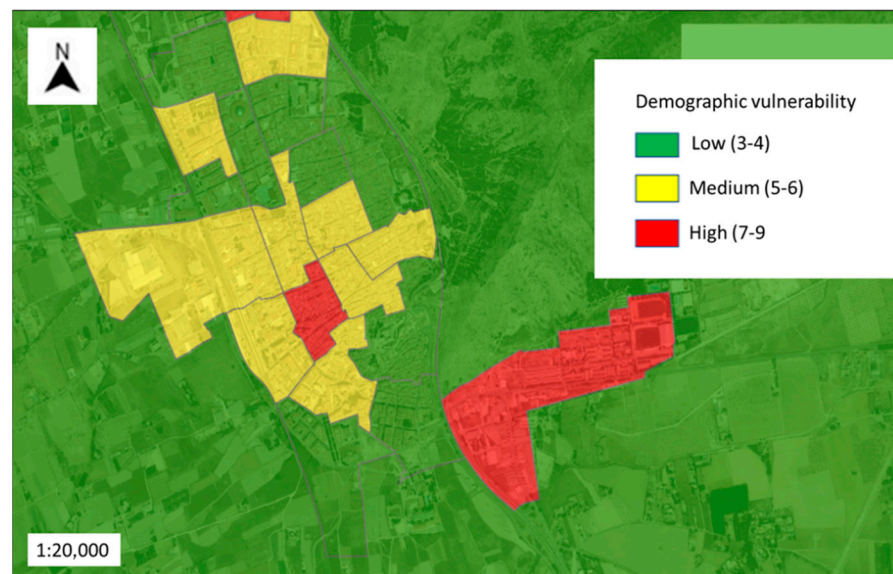 N
Demographic vulnerability
Low (3-4)
Medium (5-6)
High (7-9
1:20,000